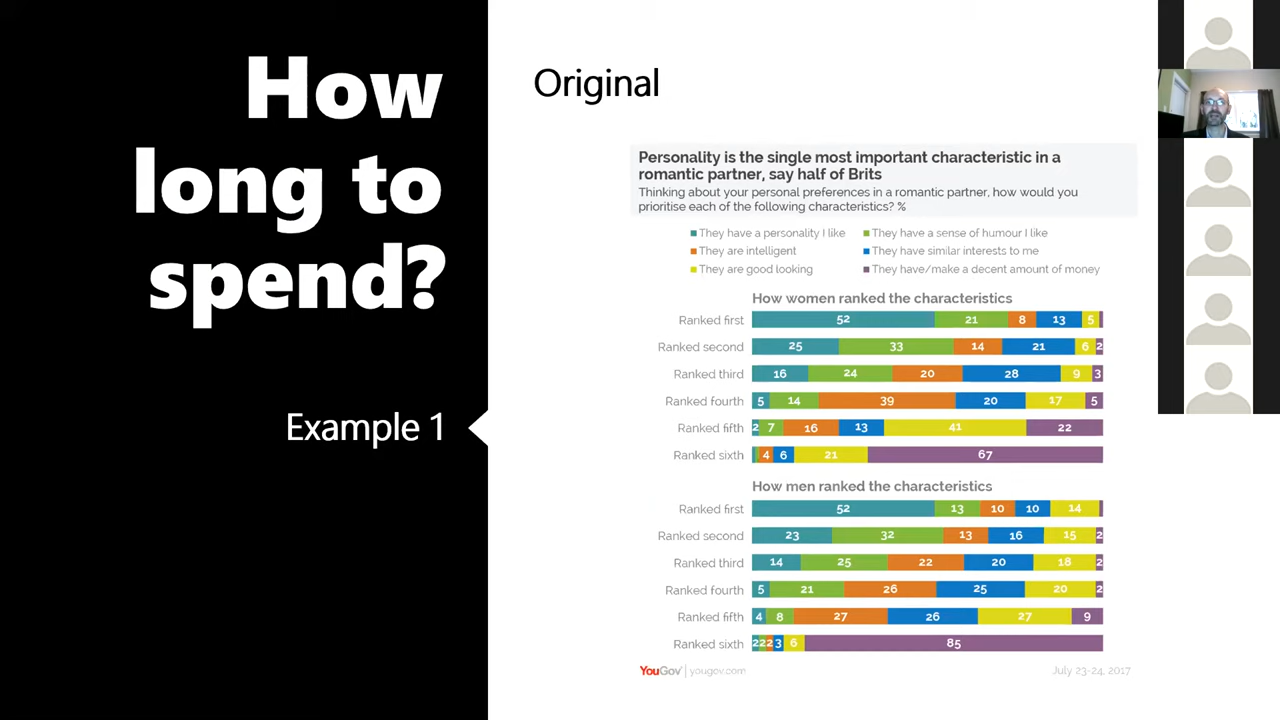 How
long to
spend?
Example 1
Original
Personality is the single most important characteristic in a
romantic partner, say half of Brits
Thinking about your personal preferences in a romantic partner, how would you
prioritise each of the following characteristics? %
They have a personality I like They have a sense of humour I like
They are intelligent They have similar interests to me
They are good looking They have/make a decent amount of money
How women ranked the characteristics
Ranked first 52 21 8 13 5
Ranked second 25 33 14 21 6 2
Ranked third 16 24 20 28 9 3
Ranked fourth 5 14 39 20 17 5
Ranked fifth 2 7 16 13 41 22
Ranked sixth 4 6 21 67
How men ranked the characteristics
Ranked first 52 13 10 10 14
Ranked second 23 32 13 16 15 2
Ranked third 14 25 22 20 18 2
Ranked fourth 5 21 26 25 20 2
Ranked fifth 4 8 27 26 27 9
Ranked sixth 2 2 2 3 6 85
YouGov | yougov.com July 23-24, 2017